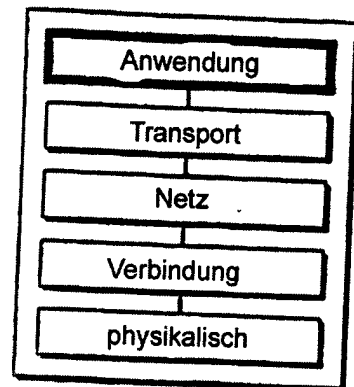 Anwendung
Transport
Netz
Verbindung
physikalisch